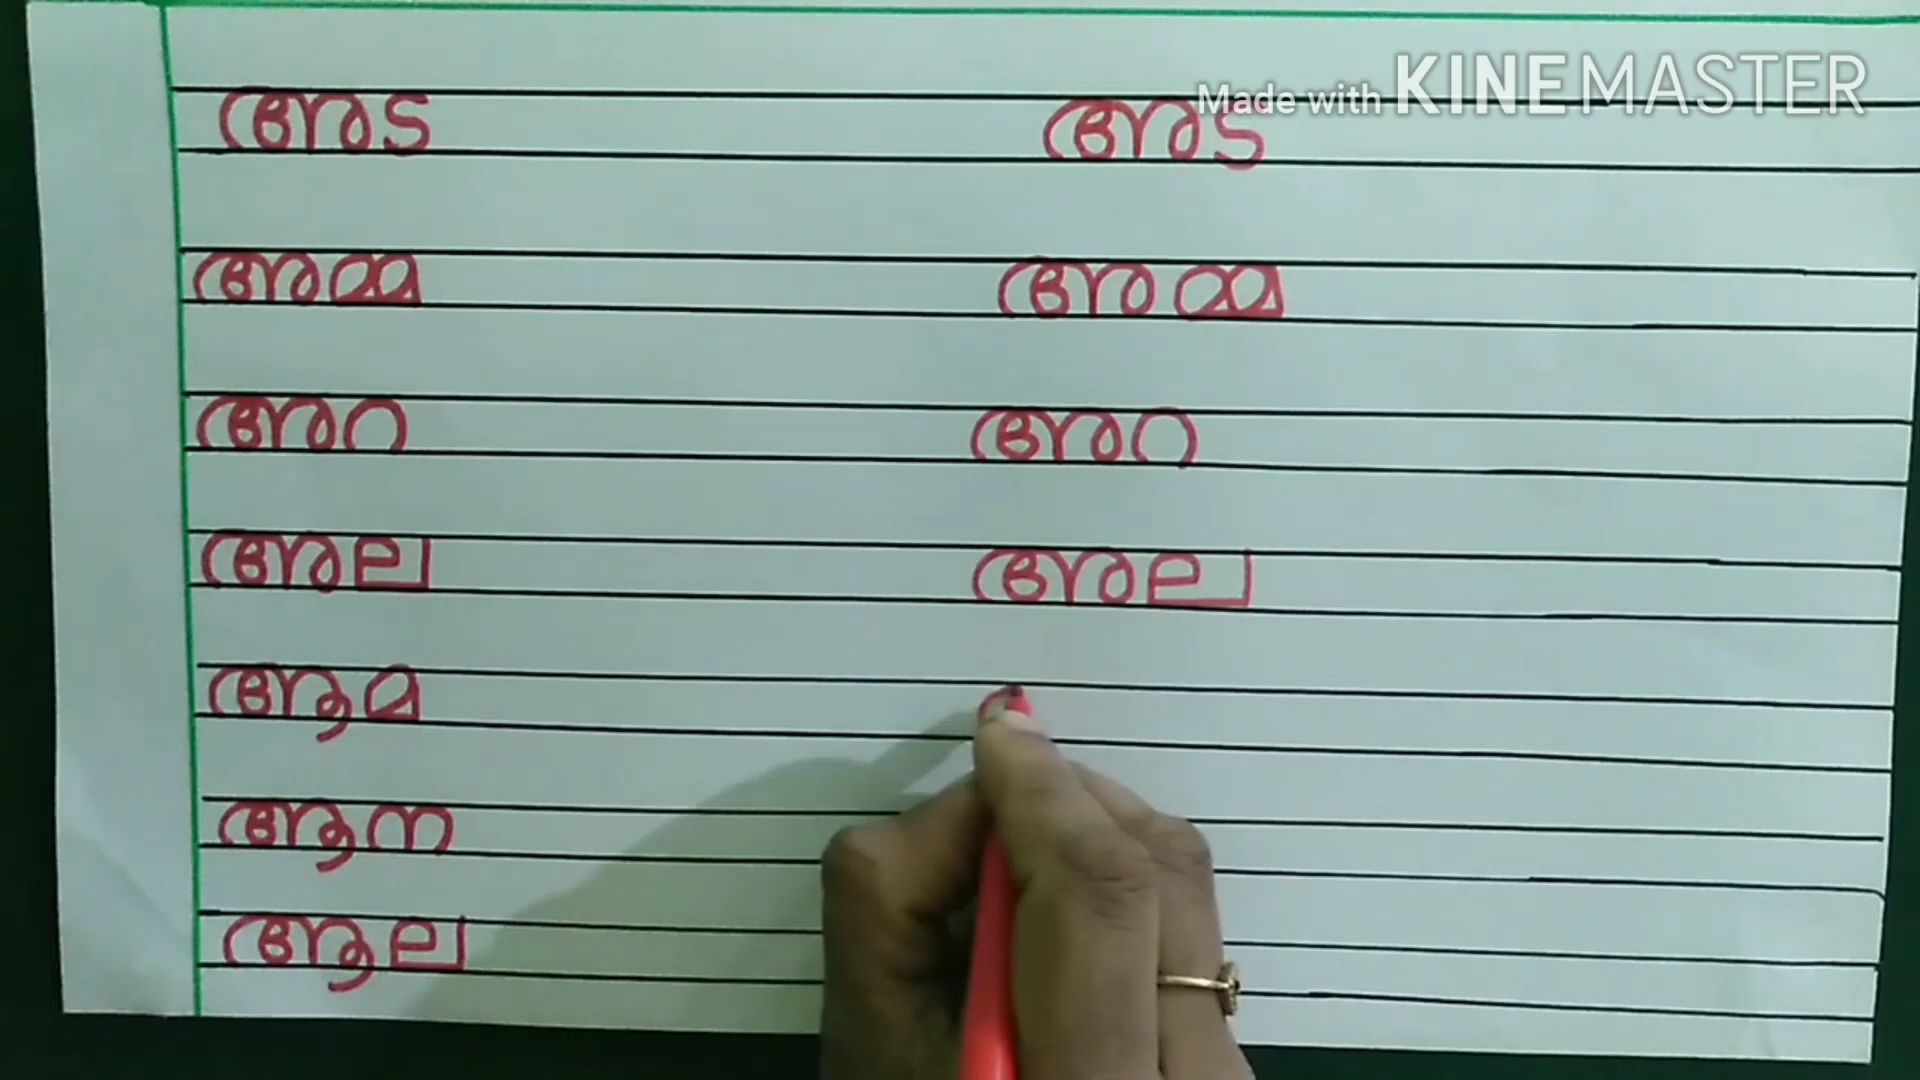 Made with KINEMASTER
അട അട
അമ്മ അമ്മ
അറ അറ
അല അല
ആമ
ആന
ആല